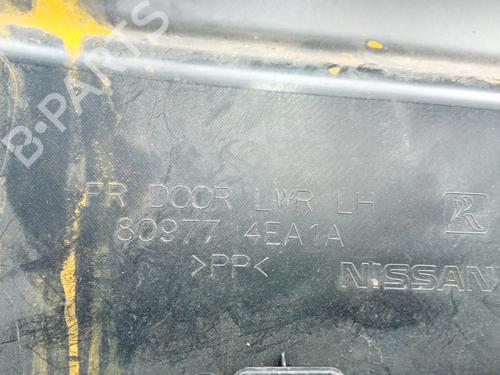 B-PARTS
FR DOOR LWR LH
80977 4EA1A
>PP<
NISSAN